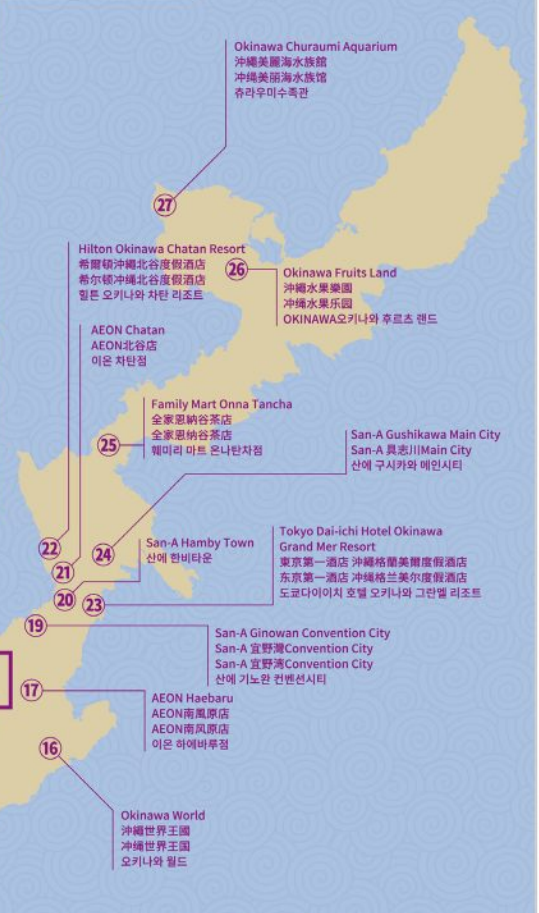 Okinawa Churaumi Aquarium
沖繩美麗海水族館
冲绳美丽海水族馆
츄라우미수족관
27
Hilton Okinawa Chatan Resort
希爾頓沖繩北谷度假酒店
希尔顿冲绳北谷度假酒店
힐튼 오키나와 차탄 리조트
26
Okinawa Fruits Land
沖繩水果樂園
冲绳水果乐园
OKINAWA오키나와 후르츠 랜드
AEON Chatan
AEON北谷店
이온 차탄점
Family Mart Onna Tancha
全家恩納谷茶店
全家恩纳谷茶店
훼미리 마트 온나탄차점
25
San-A Gushikawa Main City
San-A 具志川Main City
산에 구시카와 메인시티
22
24
21
San-A Hamby Town
산에 한비타운
Tokyo Dai-ichi Hotel Okinawa
Grand Mer Resort
東京第一酒店 沖繩格蘭美爾度假酒店
东京第一酒店 冲绳格兰美尔度假酒店
도쿄다이이치 호텔 오키나와 그란멜 리조트
20
23
19
San-A Ginowan Convention City
San-A 宜野灣Convention City
San-A 宜野湾Convention City
산에 기노완 컨벤션시티
17
AEON Haebaru
AEON南風原店
AEON南风原店
이온 하에바루점
16
Okinawa World
沖繩世界王國
冲绳世界王国
오키나와 월드